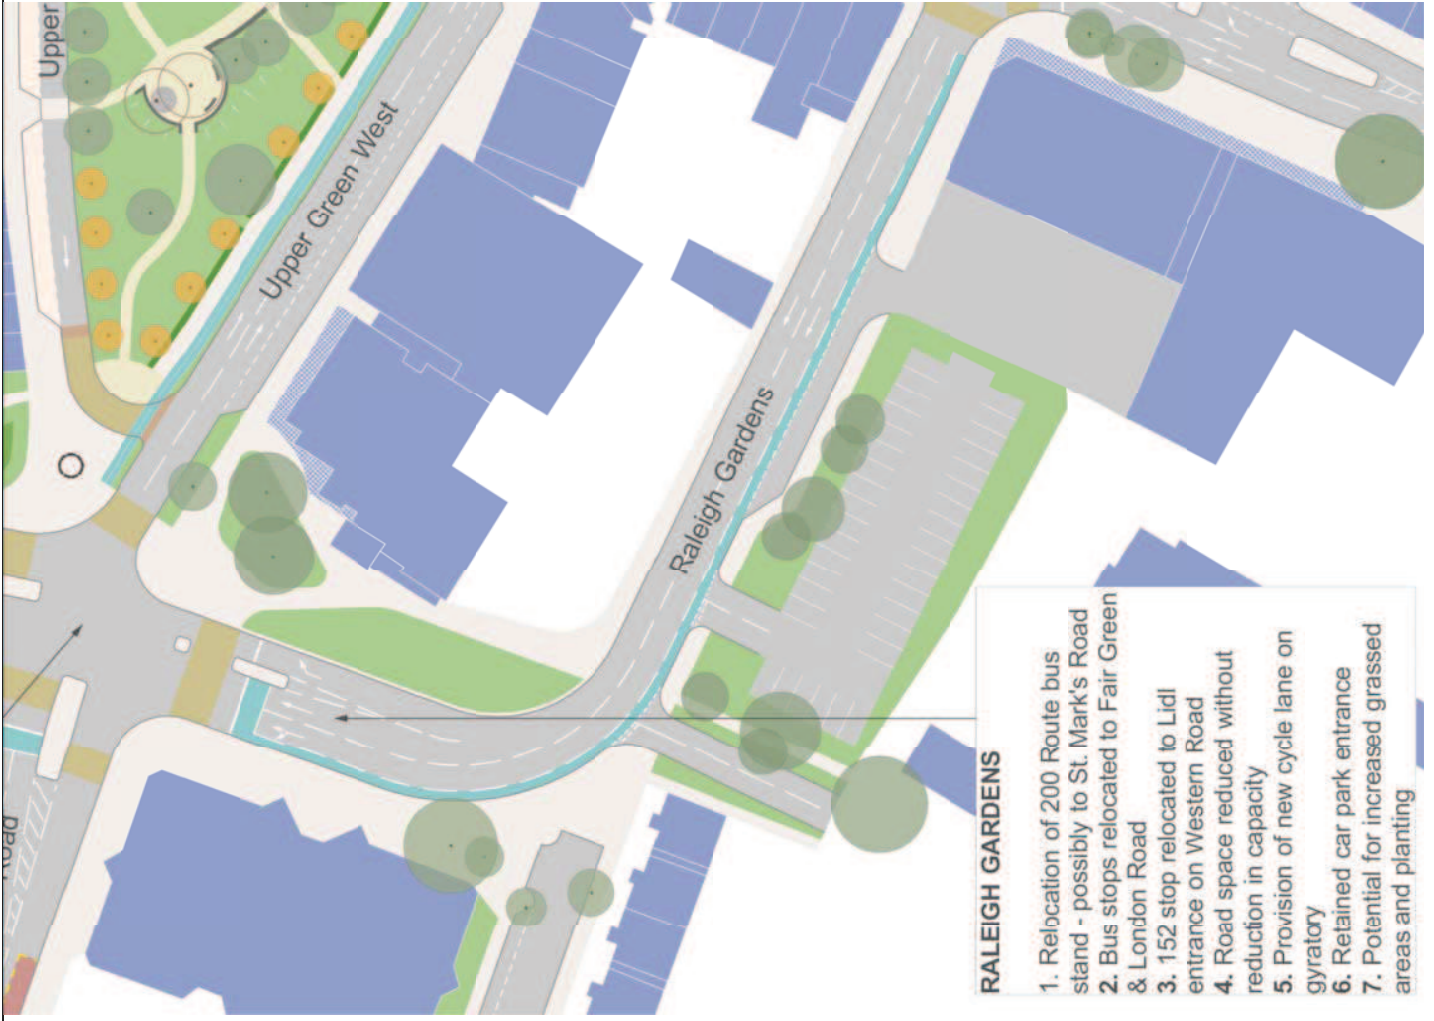 Upper
Upper Green West
Raleigh Gardens
Road
RALEIGH GARDENS
1. Relocation of 200 Route bus
stand - possibly to St. Mark's Road
2. Bus stops relocated to Fair Green
& London Road
3. 152 stop relocated to Lidl
entrance on Western Road
4. Road space reduced without
reduction in capacity
5. Provision of new cycle lane on
gyratory
6. Retained car park entrance
7. Potential for increased grassed
areas and planting